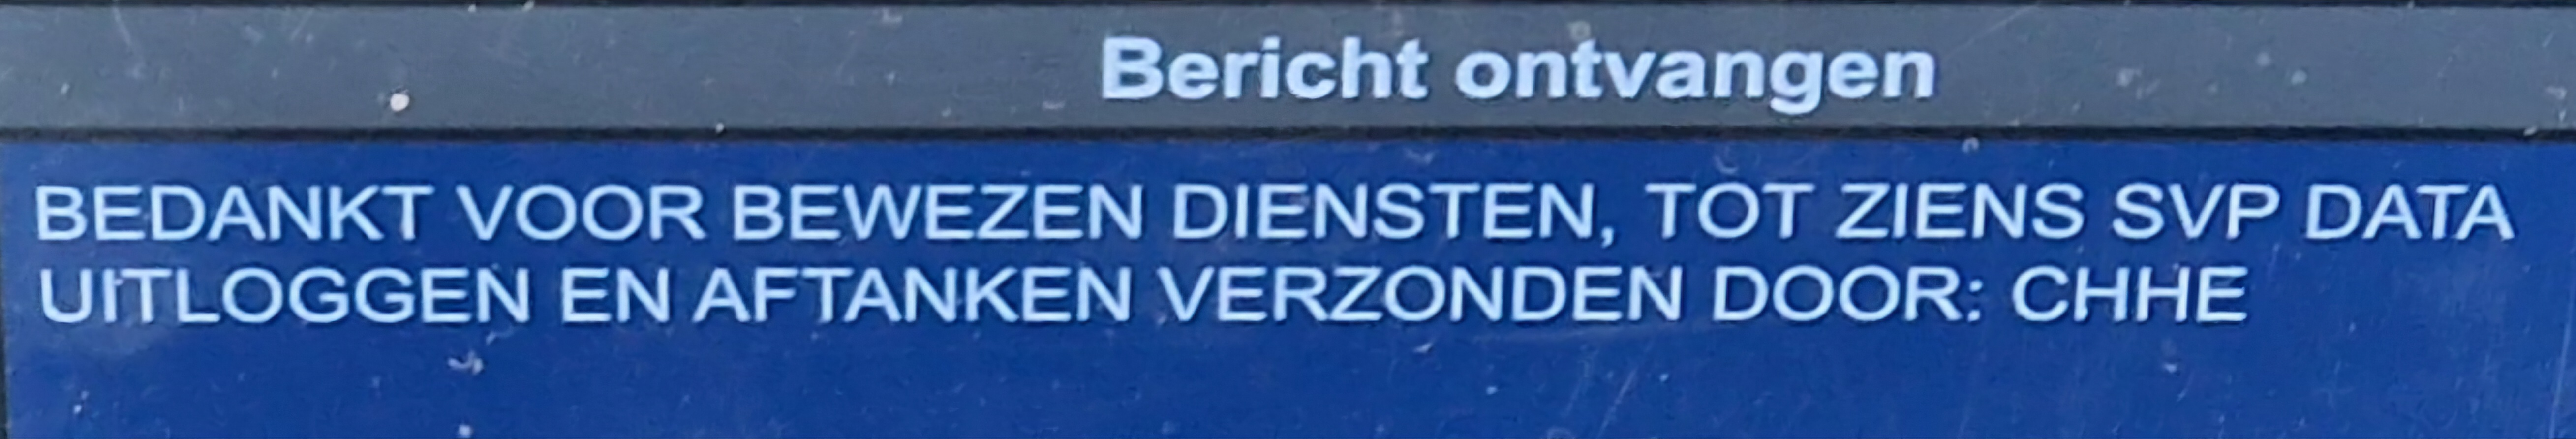 Bericht ontvangen
BEDANKT VOOR BEWEZEN DIENSTEN, TOT ZIENS SVP DATA
UITLOGGEN EN AFTANKEN VERZONDEN DOOR: CHHE